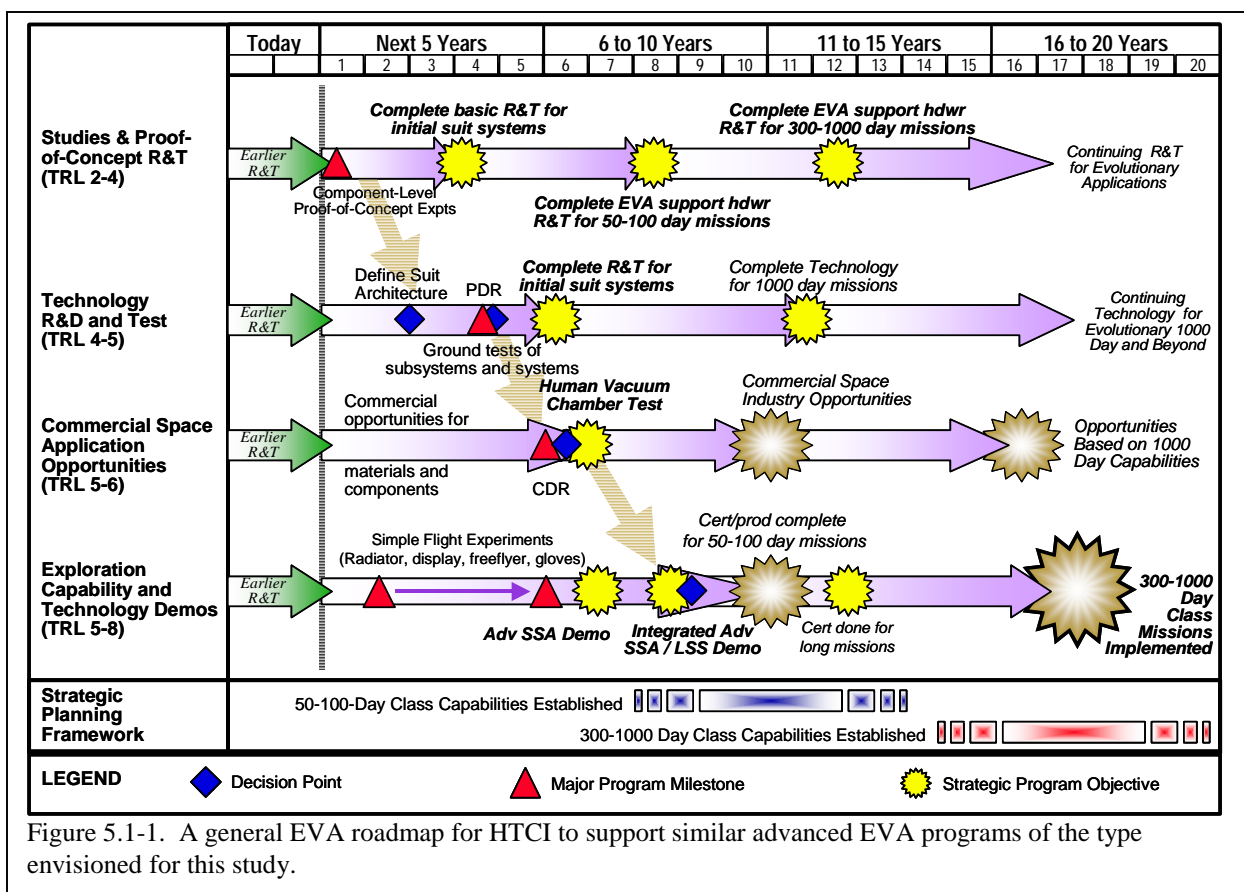 Today
Next 5 Years
6 to 10 Years
11 to 15 Years
16 to 20 Years
1 2 3 4 5 6 7 8 9 10 11 12 13 14 15 16 17 18 19 20
Studies & Proof-
of-Concept R&T
(TRL 2-4)
Earlier
R&T
Complete basic R&T for
initial suit systems
Complete EVA support hdwr
R&T for 300-1000 day missions
Component-Level
Proof-of-Concept Expts
Complete EVA support hdwr
R&T for 50-100 day missions
Continuing R&T
for Evolutionary
Applications
Technology
R&D and Test
(TRL 4-5)
Earlier
R&T
Define Suit
Architecture
PDR
Complete R&T for
initial suit systems
Complete Technology
for 1000 day missions
Ground tests of
subsystems and systems
Continuing
Technology for
Evolutionary 1000
Day and Beyond
Commercial Space
Application
Opportunities
(TRL 5-6)
Earlier
R&T
Commercial
opportunities for
materials and
components
Human Vacuum
Chamber Test
CDR
Commercial Space
Industry Opportunities
Opportunities
Based on 1000
Day Capabilities
Exploration
Capability and
Technology Demos
(TRL 5-8)
Earlier
R&T
Simple Flight Experiments
(Radiator, display, freeflyer, gloves)
Cert/prod complete
for 50-100 day missions
Adv SSA Demo
Integrated Adv
SSA / LSS Demo
Cert done for
long missions
300-1000
Day
Class
Missions
Implemented
Strategic
Planning
Framework
50-100-Day Class Capabilities Established
300-1000 Day Class Capabilities Established
LEGEND
Decision Point
Major Program Milestone
Strategic Program Objective
Figure 5.1-1. A general EVA roadmap for HTCI to support similar advanced EVA programs of the type
envisioned for this study.